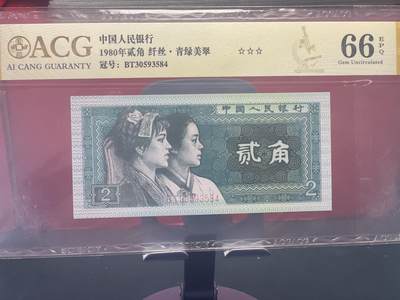 ACG
AI CANG GUARANTY
中国人民银行
1980年贰角 纤丝·青绿美翠
冠号: BT30593584
☆☆☆
66 EPQ
Gem Uncirculated
中国人民银行
贰角
2
2